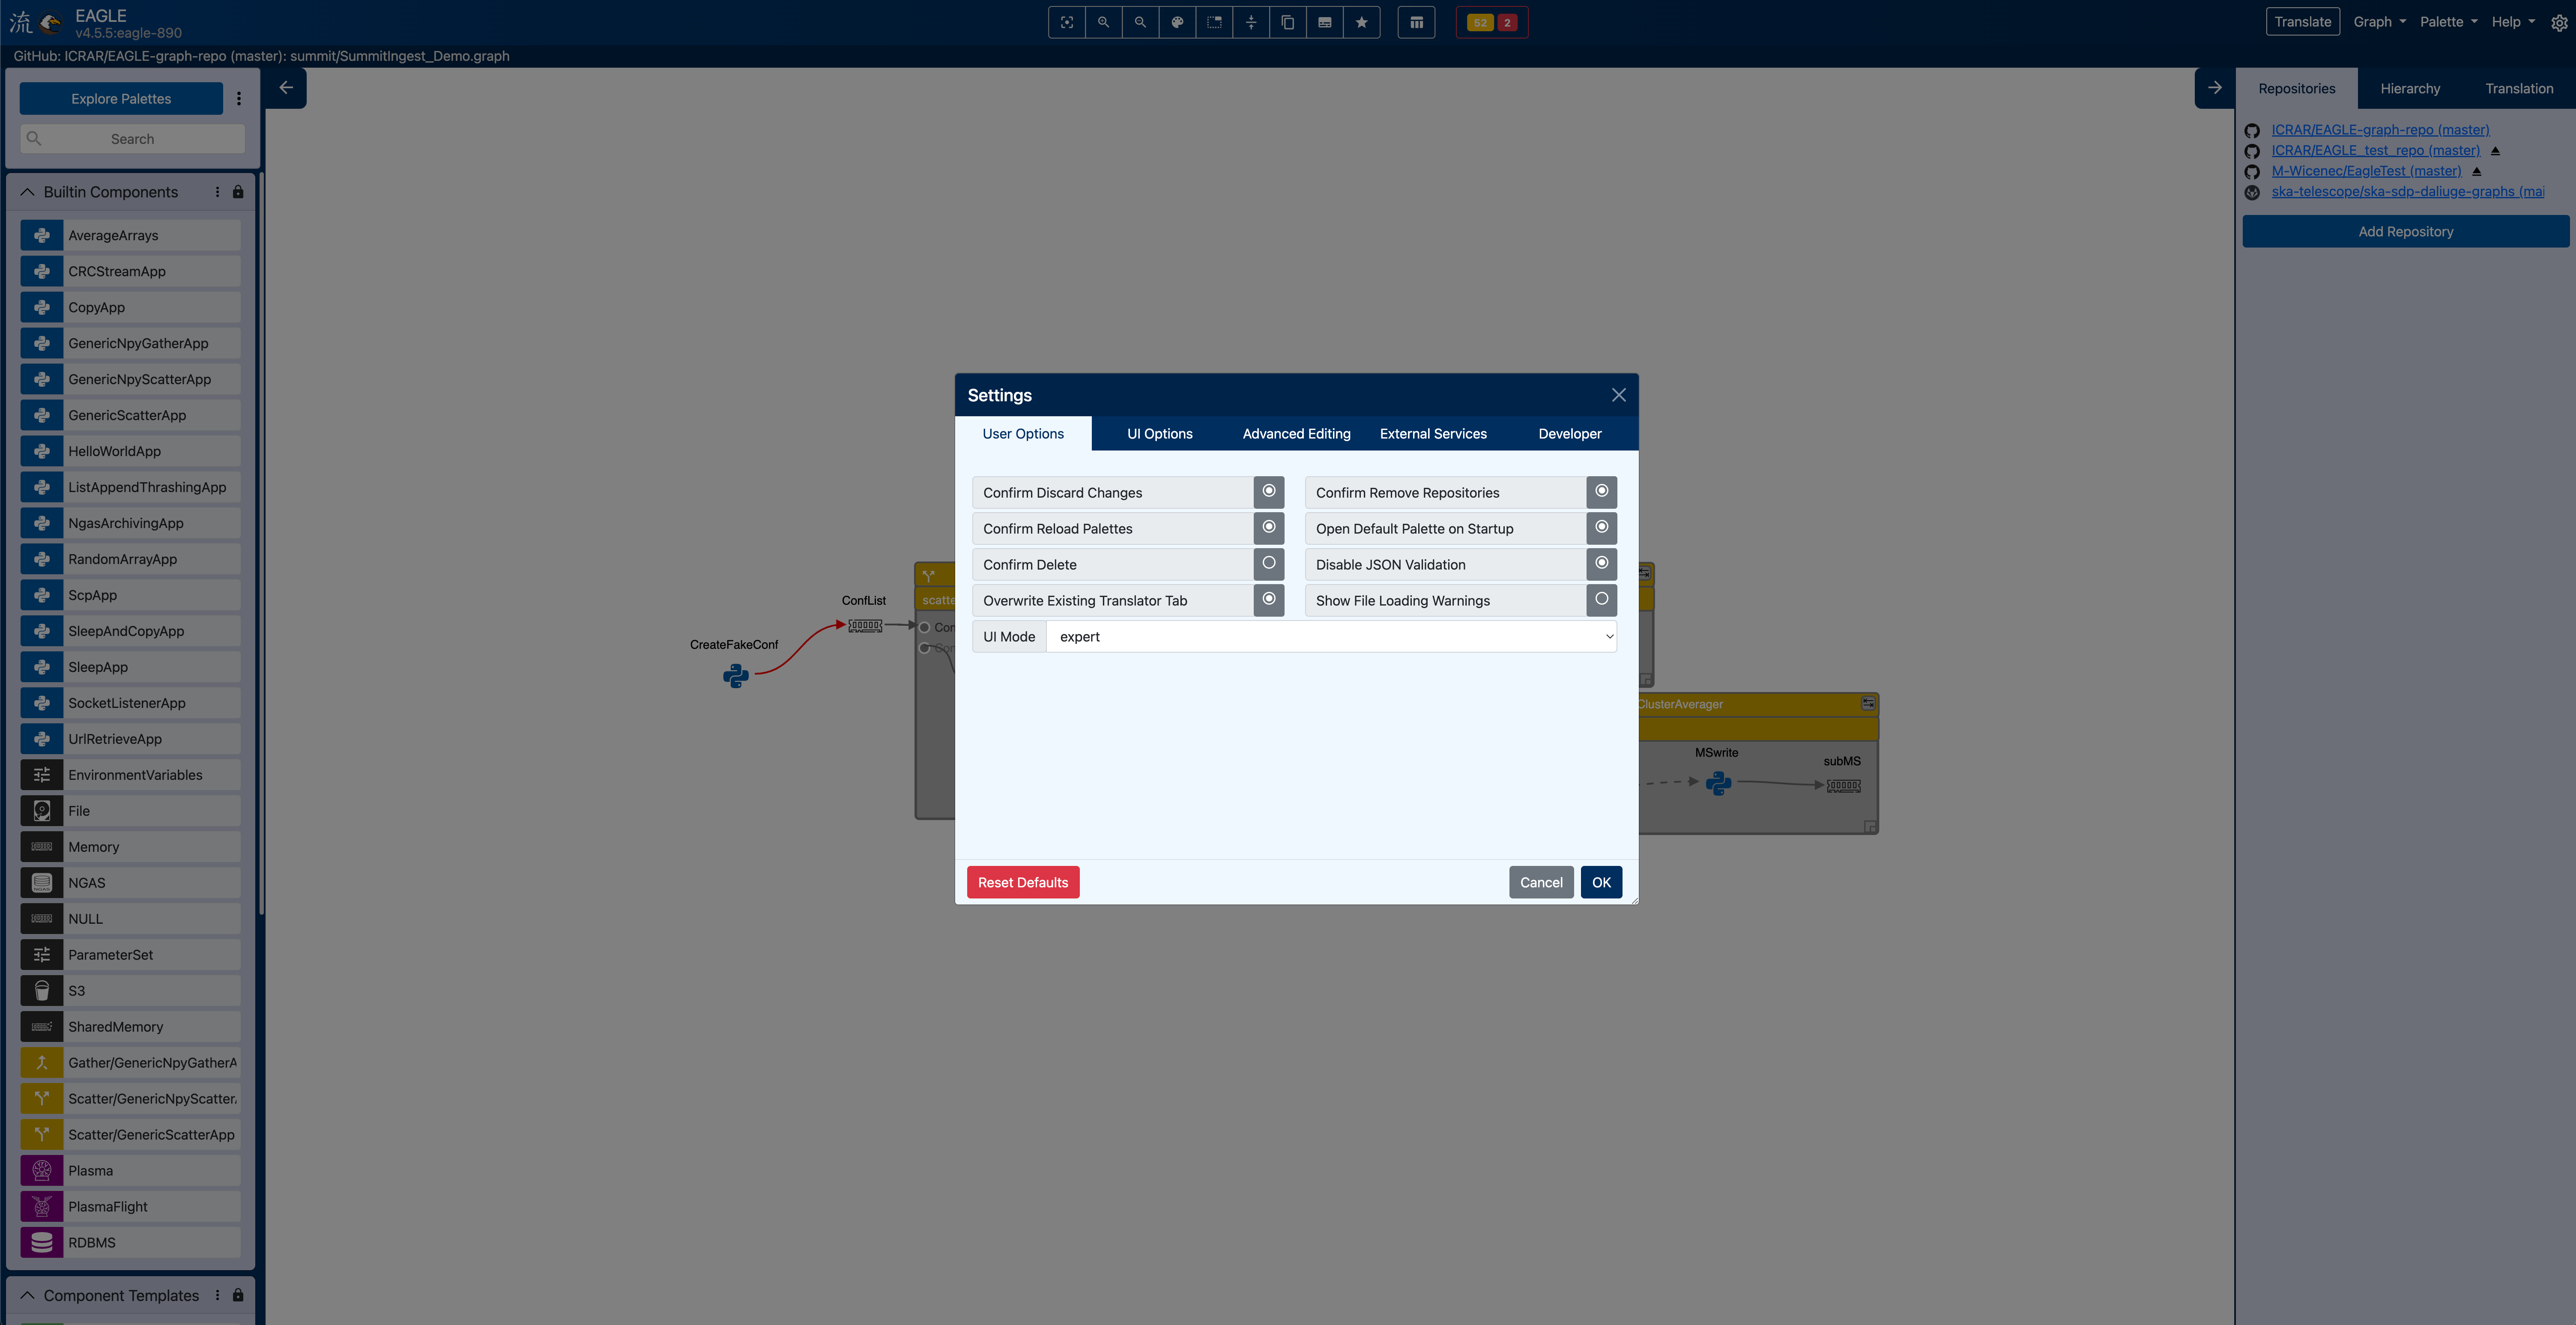 流
EAGLE
v4.5.5:eagle-890
52 2
Translate
Graph
Palette
Help
GitHub: ICRAR/EAGLE-graph-repo (master): summit/SummitIngest_Demo.graph
Explore Palettes
Search
Builtin Components
AverageArrays
CRCStreamApp
CopyApp
GenericNpyGatherApp
GenericNpyScatterApp
GenericScatterApp
HelloWorldApp
ListAppendThrashingApp
NgasArchivingApp
RandomArrayApp
ScpApp
SleepAndCopyApp
SleepApp
SocketListenerApp
UrlRetrieveApp
EnvironmentVariables
File
Memory
NGAS
NULL
ParameterSet
S3
SharedMemory
Gather/GenericNpyGatherA
Scatter/GenericNpyScatter
Scatter/GenericScatterApp
Plasma
PlasmaFlight
RDBMS
Component Templates
CreateFakeConf
ConfList
scatte
Con
Con
Settings
User Options
UI Options
Advanced Editing
External Services
Developer
Confirm Discard Changes
Confirm Remove Repositories
Confirm Reload Palettes
Open Default Palette on Startup
Confirm Delete
Disable JSON Validation
Overwrite Existing Translator Tab
Show File Loading Warnings
UI Mode
expert
Reset Defaults
Cancel
OK
ClusterAverager
MSwrite
subMS
Repositories
Hierarchy
Translation
ICRAR/EAGLE-graph-repo (master)
ICRAR/EAGLE_test_repo (master)
M-Wicenec/EagleTest (master)
ska-telescope/ska-sdp-daliuge-graphs (mai
Add Repository